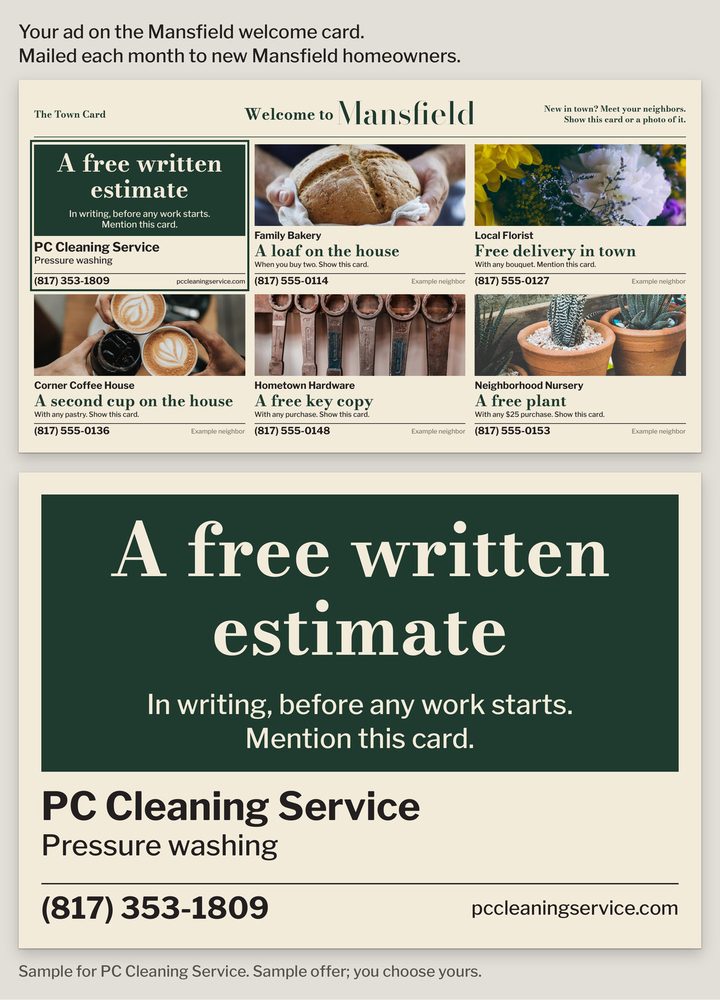 Your ad on the Mansfield welcome card.
Mailed each month to new Mansfield homeowners.
The Town Card
Welcome to Mansfield
New in town? Meet your neighbors.
Show this card or a photo of it.
A free written
estimate
In writing, before any work starts.
Mention this card.
PC Cleaning Service
Pressure washing
(817) 353-1809
pccleaningservice.com
Family Bakery
A loaf on the house
When you buy two. Show this card.
(817) 555-0114
Example neighbor
Local Florist
Free delivery in town
With any bouquet. Mention this card.
(817) 555-0127
Example neighbor
Corner Coffee House
A second cup on the house
With any pastry. Show this card.
(817) 555-0136
Example neighbor
Hometown Hardware
A free key copy
With any purchase. Show this card.
(817) 555-0148
Example neighbor
Neighborhood Nursery
A free plant
With any $25 purchase. Show this card.
(817) 555-0153
Example neighbor
A free written
estimate
In writing, before any work starts.
Mention this card.
PC Cleaning Service
Pressure washing
(817) 353-1809
pccleaningservice.com
Sample for PC Cleaning Service. Sample offer; you choose yours.